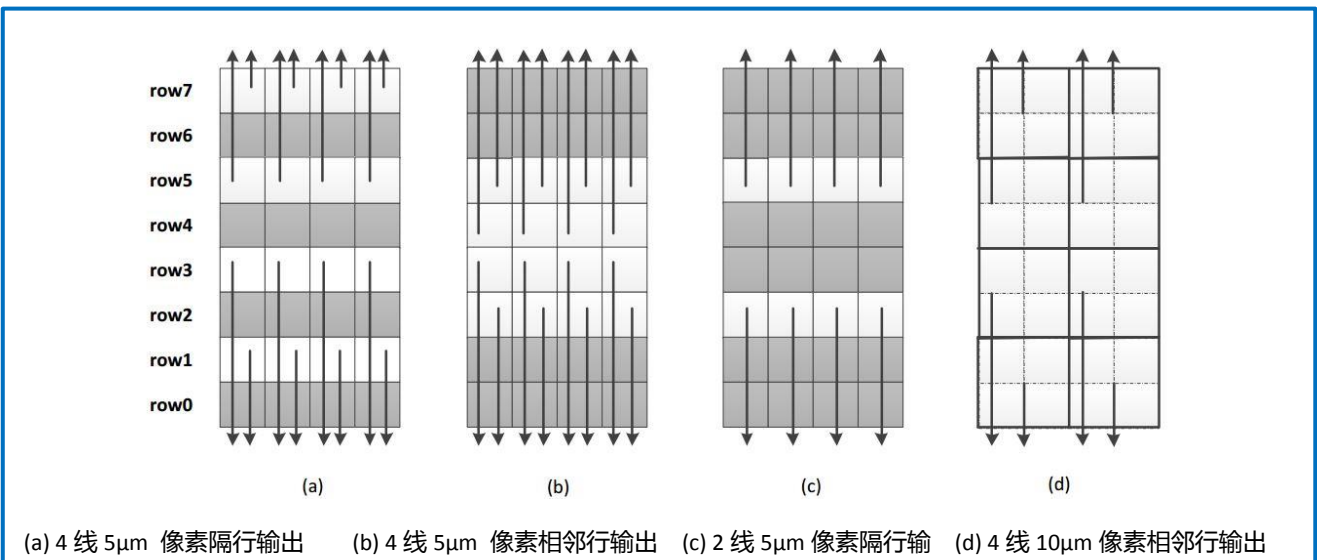 row7
row6
row5
row4
row3
row2
row1
row0
(a) (b) (c) (d)
(a) 4 线 5μm 像素隔行输出 (b) 4 线 5μm 像素相邻行输出 (c) 2 线 5μm 像素隔行输 (d) 4 线 10μm 像素相邻行输出